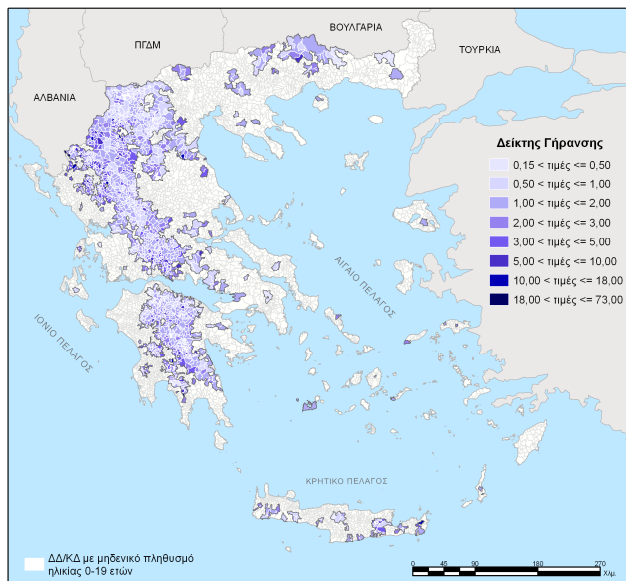 ΒΟΥΛΓΑΡΙΑ
ΠΓΔΜ
ΤΟΥΡΚΙΑ
ΑΛΒΑΝΙΑ
Δείκτης Γήρανσης
0,15 < τιμές <= 0,50
0,50 < τιμές <= 1,00
1,00 < τιμές <= 2,00
2,00 < τιμές <= 3,00
3,00 < τιμές <= 5,00
5,00 < τιμές <= 10,00
10,00 < τιμές <= 18,00
18,00 < τιμές <= 73,00
ΑΙΓΑΙΟ ΠΕΛΑΓΟΣ
ΙΟΝΙΟ ΠΕΛΑΓΟΣ
ΚΡΗΤΙΚΟ ΠΕΛΑΓΟΣ
ΔΔ/ΚΔ με μηδενικό πληθυσμό
ηλικίας 0-19 ετών
0 45 90 180 270
Χλμ.